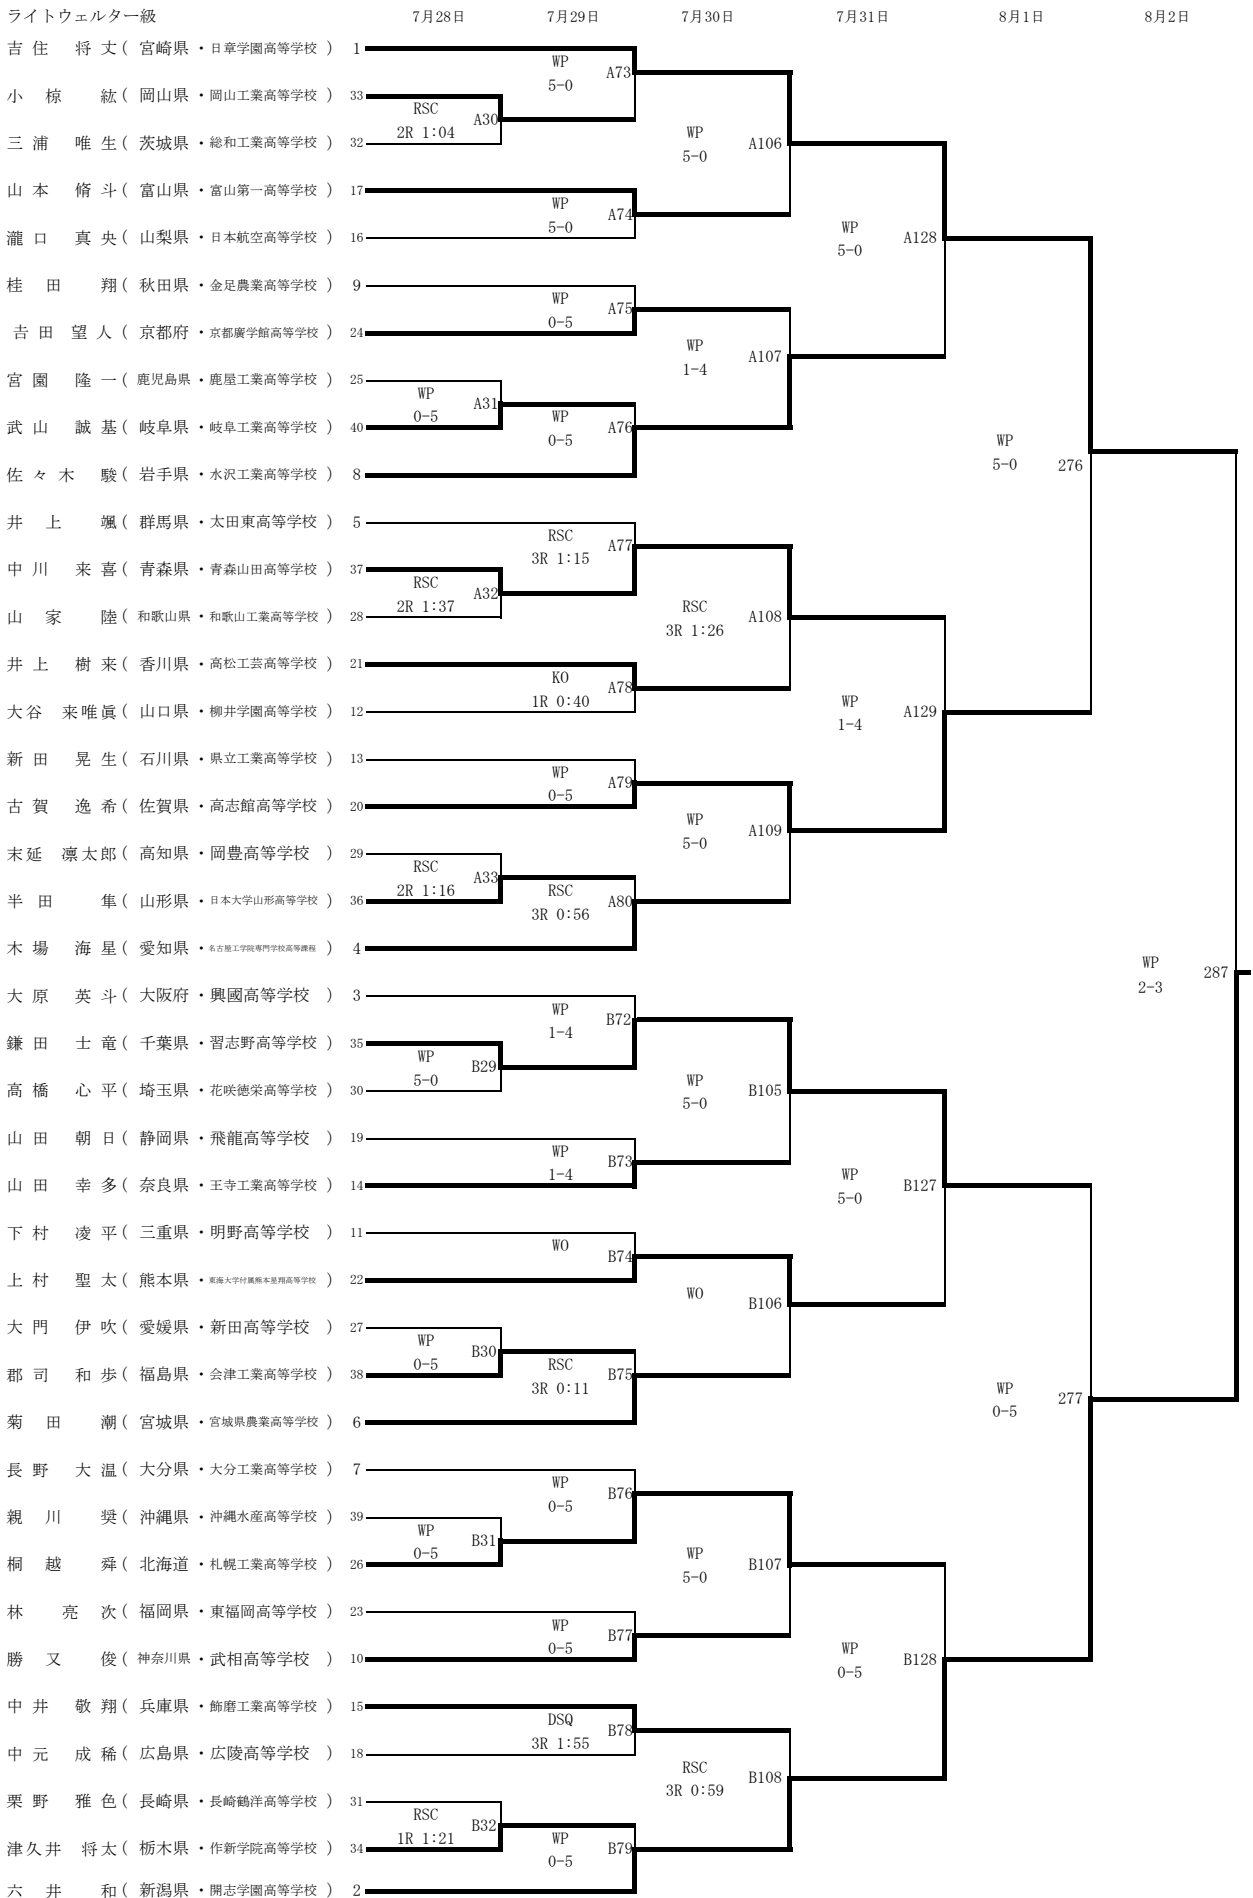 ライトウェルター級 7月28日 7月29日 7月30日 7月31日 8月1日 8月2日
吉住 将丈( 宮崎県・日章学園高等学校 ) 1
WP A73
5-0
小椋 紘( 岡山県・岡山工業高等学校 ) 33
RSC A30
2R 1:04
WP A106
5-0
三浦 唯生( 茨城県・総和工業高等学校 ) 32
山本 脩斗( 富山県・富山第一高等学校 ) 17
WP A74
5-0
瀧口 真央( 山梨県・日本航空高等学校 ) 16
WP A128
5-0
桂田 翔( 秋田県・金足農業高等学校 ) 9
WP A75
0-5
吉田 望人( 京都府・京都廣学館高等学校 ) 24
WP A107
1-4
宮園 隆一( 鹿児島県・鹿屋工業高等学校 ) 25
WP A31
0-5
武山 誠基( 岐阜県・岐阜工業高等学校 ) 40
WP A76
0-5
WP 276
5-0
佐々木 駿( 岩手県・水沢工業高等学校 ) 8
井上 颯( 群馬県・太田東高等学校 ) 5
RSC A77
3R 1:15
中川 来喜( 青森県・青森山田高等学校 ) 37
RSC A32
2R 1:37
RSC A108
3R 1:26
山家 陸( 和歌山県・和歌山工業高等学校 ) 28
井上 樹来( 香川県・高松工芸高等学校 ) 21
KO A78
1R 0:40
大谷 来唯眞( 山口県・柳井学園高等学校 ) 12
WP A129
1-4
新田 晃生( 石川県・県立工業高等学校 ) 13
WP A79
0-5
古賀 逸希( 佐賀県・高志館高等学校 ) 20
WP A109
5-0
末延 凛太郎( 高知県・岡豊高等学校 ) 29
RSC A33
2R 1:16
半田 隼( 山形県・日本大学山形高等学校 ) 36
RSC A80
3R 0:56
木場 海星( 愛知県・名古屋工学院専門学校高等課程 ) 4
WP 287
2-3
大原 英斗( 大阪府・興國高等学校 ) 3
WP B72
1-4
鎌田 士竜( 千葉県・習志野高等学校 ) 35
WP B29
5-0
WP B105
5-0
高橋 心平( 埼玉県・花咲徳栄高等学校 ) 30
山田 朝日( 静岡県・飛龍高等学校 ) 19
WP B73
1-4
山田 幸多( 奈良県・王寺工業高等学校 ) 14
WP B127
5-0
下村 凌平( 三重県・明野高等学校 ) 11
WO B74
上村 聖太( 熊本県・東海大学付属熊本星翔高等学校 ) 22
WO B106
大門 伊吹( 愛媛県・新田高等学校 ) 27
WP B30
0-5
郡司 和歩( 福島県・会津工業高等学校 ) 38
RSC B75
3R 0:11
WP 277
0-5
菊田 潮( 宮城県・宮城県農業高等学校 ) 6
長野 大温( 大分県・大分工業高等学校 ) 7
WP B76
0-5
親川 奨( 沖縄県・沖縄水産高等学校 ) 39
WP B31
0-5
WP B107
5-0
桐越 舜( 北海道・札幌工業高等学校 ) 26
林 亮次( 福岡県・東福岡高等学校 ) 23
WP B77
0-5
勝又 俊( 神奈川県・武相高等学校 ) 10
WP B128
0-5
中井 敬翔( 兵庫県・飾磨工業高等学校 ) 15
DSQ B78
3R 1:55
中元 成稀( 広島県・広陵高等学校 ) 18
RSC B108
3R 0:59
栗野 雅色( 長崎県・長崎鶴洋高等学校 ) 31
RSC B32
1R 1:21
津久井 将太( 栃木県・作新学院高等学校 ) 34
WP B79
0-5
六井 和( 新潟県・開志学園高等学校 ) 2